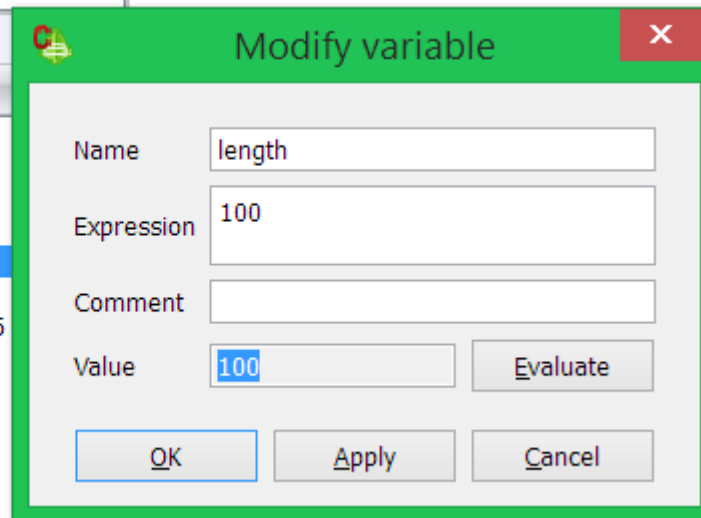 Modify variable
Name length
Expression 100
Comment
Value 100 Evaluate
OK Apply Cancel